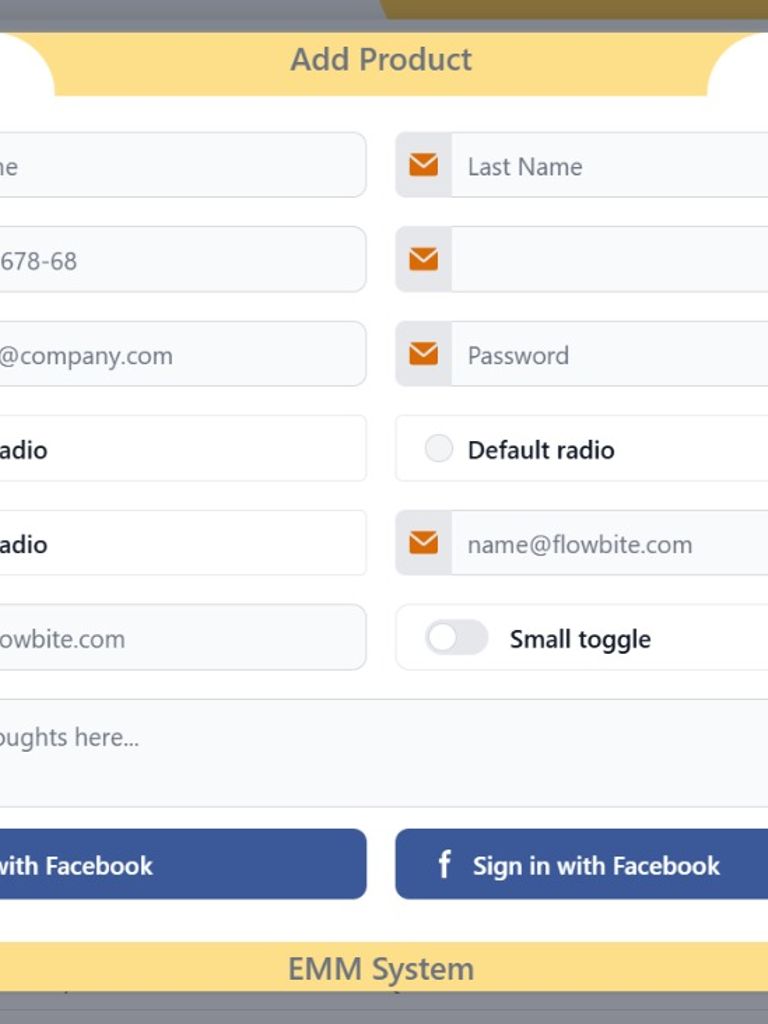 Add Product
ne
Last Name
678-68
@company.com
Password
adio
Default radio
adio
name@flowbite.com
owbite.com
Small toggle
oughts here...
with Facebook
f Sign in with Facebook
EMM System